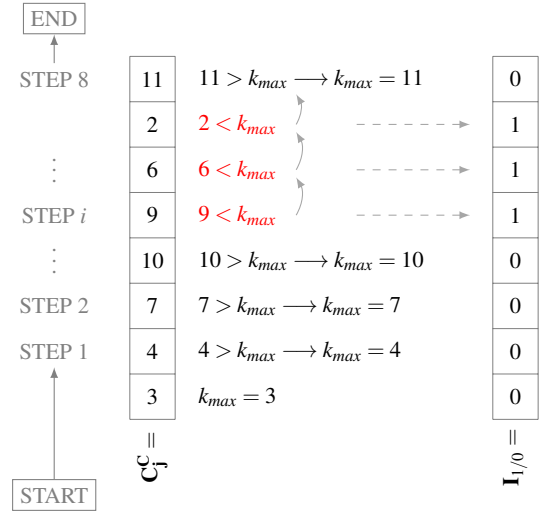 END
STEP 8 11 11 > k_max ⟶ k_max = 11 0
2 2 < k_max 1
⋮ 6 6 < k_max 1
STEP i 9 9 < k_max 1
⋮ 10 10 > k_max ⟶ k_max = 10 0
STEP 2 7 7 > k_max ⟶ k_max = 7 0
STEP 1 4 4 > k_max ⟶ k_max = 4 0
3 k_max = 3 0
C_j^C = I_1/0 =
START